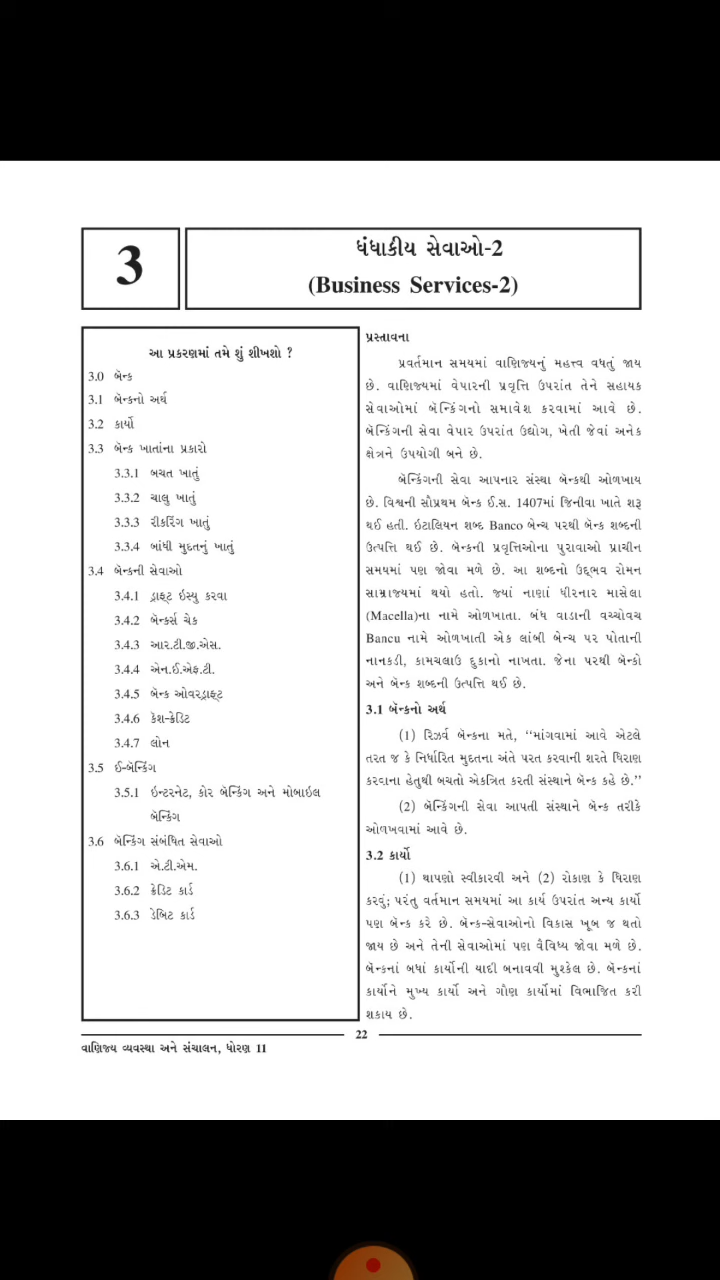 3
ધંધાકીય સેવાઓ-2
(Business Services-2)
આ પ્રકરણમાં તમે શું શીખશો ?
3.0 બૅન્ક
3.1 બૅન્કનો અર્થ
3.2 કાર્યો
3.3 બૅન્ક ખાતાંના પ્રકારો
3.3.1 બચત ખાતું
3.3.2 ચાલુ ખાતું
3.3.3 રીકરિંગ ખાતું
3.3.4 બાંધી મુદતનું ખાતું
3.4 બૅન્કની સેવાઓ
3.4.1 ડ્રાફ્ટ ઇસ્યુ કરવા
3.4.2 બૅન્કર્સ ચેક
3.4.3 આર.ટી.જી.એસ.
3.4.4 એન.ઈ.એફ.ટી.
3.4.5 બૅન્ક ઓવરડ્રાફ્ટ
3.4.6 કૅશ-ક્રેડિટ
3.4.7 લોન
3.5 ઈ-બૅન્કિંગ
3.5.1 ઇન્ટરનેટ, કોર બૅન્કિંગ અને મોબાઇલ
બૅન્કિંગ
3.6 બૅન્કિંગ સંબંધિત સેવાઓ
3.6.1 એ.ટી.એમ.
3.6.2 ક્રેડિટ કાર્ડ
3.6.3 ડેબિટ કાર્ડ
પ્રસ્તાવના
પ્રવર્તમાન સમયમાં વાણિજ્યનું મહત્ત્વ વધતું જાય
છે. વાણિજ્યમાં વેપારની પ્રવૃત્તિ ઉપરાંત તેને સહાયક
સેવાઓમાં બૅન્કિંગનો સમાવેશ કરવામાં આવે છે.
બૅન્કિંગની સેવા વેપાર ઉપરાંત ઉદ્યોગ, ખેતી જેવાં અનેક
ક્ષેત્રને ઉપયોગી બને છે.
બૅન્કિંગની સેવા આપનાર સંસ્થા બૅન્કથી ઓળખાય
છે. વિશ્વની સૌપ્રથમ બૅન્ક ઈ.સ. 1407માં જિનીવા ખાતે શરૂ
થઈ હતી. ઇટાલિયન શબ્દ Banco બેન્ચ પરથી બૅન્ક શબ્દની
ઉત્પત્તિ થઈ છે. બૅન્કની પ્રવૃત્તિઓના પુરાવાઓ પ્રાચીન
સમયમાં પણ જોવા મળે છે. આ શબ્દનો ઉદ્ભવ રોમન
સામ્રાજ્યમાં થયો હતો. જ્યાં નાણાં ધીરનાર માસેલા
(Macella)ના નામે ઓળખાતા. બંધ વાડાની વચ્ચોવચ
Bancu નામે ઓળખાતી એક લાંબી બેન્ચ પર પોતાની
નાનકડી, કામચલાઉ દુકાનો નાખતા. જેના પરથી બૅન્કો
અને બૅન્ક શબ્દની ઉત્પત્તિ થઈ છે.
3.1 બૅન્કનો અર્થ
(1) રિઝર્વ બૅન્કના મતે, ‘‘માંગવામાં આવે એટલે
તરત જ કે નિર્ધારિત મુદતના અંતે પરત કરવાની શરતે ધિરાણ
કરવાના હેતુથી બચતો એકત્રિત કરતી સંસ્થાને બૅન્ક કહે છે.’’
(2) બૅન્કિંગની સેવા આપતી સંસ્થાને બૅન્ક તરીકે
ઓળખવામાં આવે છે.
3.2 કાર્યો
(1) થાપણો સ્વીકારવી અને (2) રોકાણ કે ધિરાણ
કરવું; પરંતુ વર્તમાન સમયમાં આ કાર્ય ઉપરાંત અન્ય કાર્યો
પણ બૅન્ક કરે છે. બૅન્ક-સેવાઓનો વિકાસ ખૂબ જ થતો
જાય છે અને તેની સેવાઓમાં પણ વૈવિધ્ય જોવા મળે છે.
બૅન્કનાં બધાં કાર્યોની યાદી બનાવવી મુશ્કેલ છે. બૅન્કનાં
કાર્યોને મુખ્ય કાર્યો અને ગૌણ કાર્યોમાં વિભાજિત કરી
શકાય છે.
22
વાણિજ્ય વ્યવસ્થા અને સંચાલન, ધોરણ 11